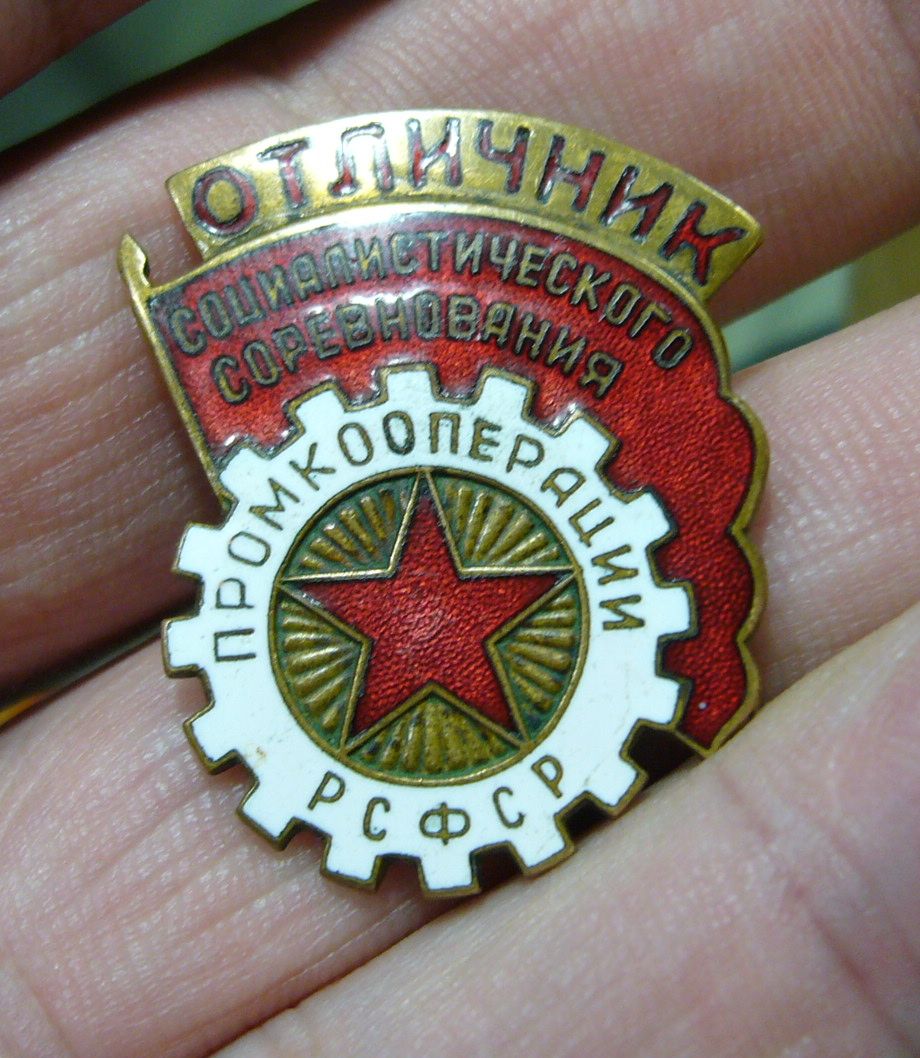 ОТЛИЧНИК
СОЦИАЛИСТИЧЕСКОГО
СОРЕВНОВАНИЯ
ПРОМКООПЕРАЦИИ
РСФСР